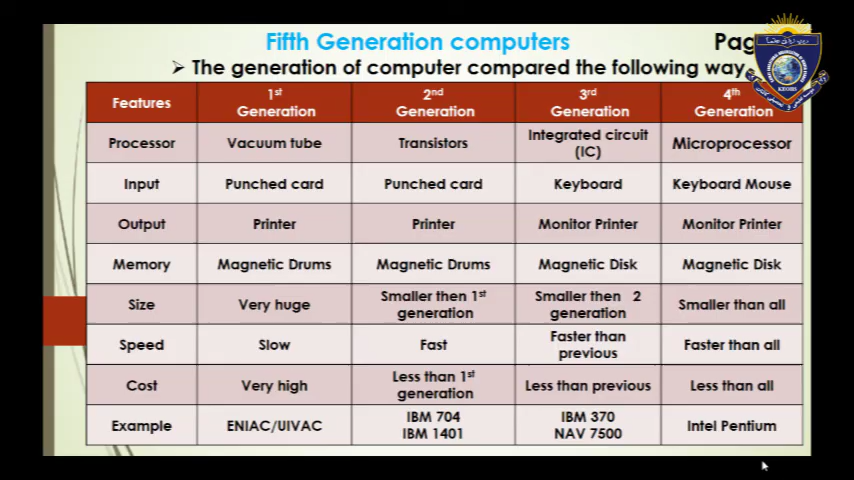 Fifth Generation computers Pag
➢ The generation of computer compared the following way
Features 1st Generation 2nd Generation 3rd Generation 4th Generation
Processor Vacuum tube Transistors Integrated circuit (IC) Microprocessor
Input Punched card Punched card Keyboard Keyboard Mouse
Output Printer Printer Monitor Printer Monitor Printer
Memory Magnetic Drums Magnetic Drums Magnetic Disk Magnetic Disk
Size Very huge Smaller then 1st generation Smaller then 2 generation Smaller than all
Speed Slow Fast Faster than previous Faster than all
Cost Very high Less than 1st generation Less than previous Less than all
Example ENIAC/UIVAC IBM 704 IBM 1401 IBM 370 NAV 7500 Intel Pentium